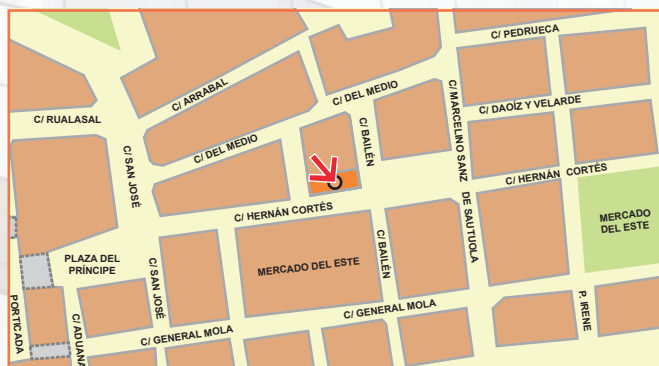 C/ PEDRUECA
C/ ARRABAL
C/ DEL MEDIO
C/ DAOÍZ Y VELARDE
C/ RUALASAL
C/ MARCELINO SANZ DE SAUTUOLA
C/ BAILÉN
C/ DEL MEDIO
C/ SAN JOSÉ
C/ HERNÁN CORTÉS
C/ HERNÁN CORTÉS
MERCADO
DEL ESTE
PLAZA DEL
PRÍNCIPE
C/ SAN JOSÉ
MERCADO DEL ESTE
C/ BAILÉN
PORTICADA
C/ ADUANA
C/ GENERAL MOLA
C/ GENERAL MOLA
P. IRENE